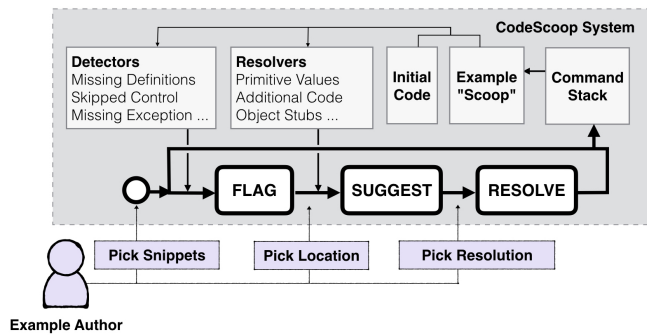 CodeScoop System
Detectors
Missing Definitions
Skipped Control
Missing Exception ...
Resolvers
Primitive Values
Additional Code
Object Stubs ...
Initial
Code
Example
"Scoop"
Command
Stack
FLAG
SUGGEST
RESOLVE
Pick Snippets
Pick Location
Pick Resolution
Example Author